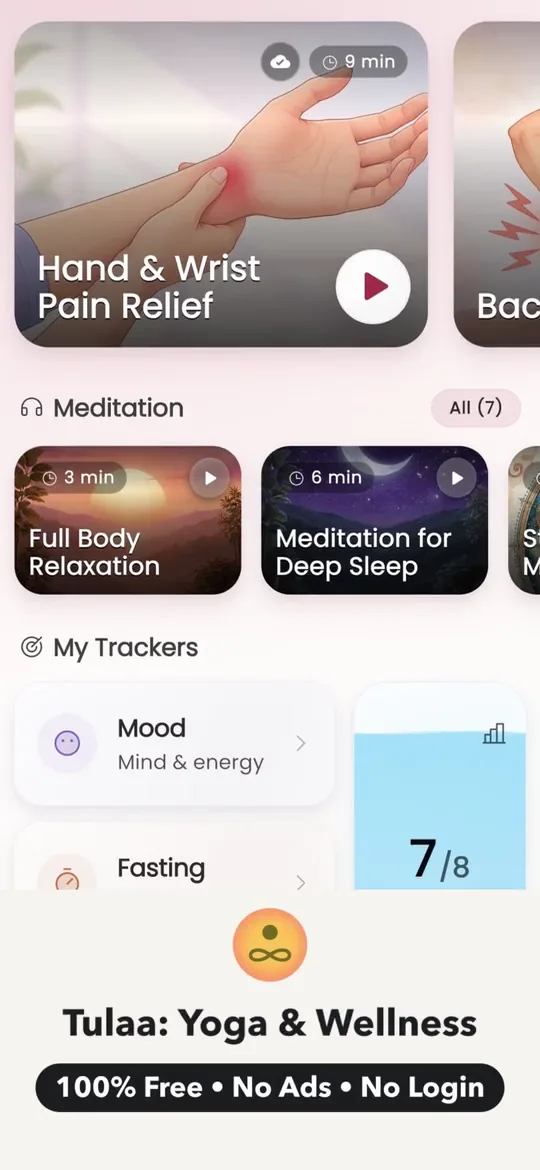 9 min
Hand & Wrist
Pain Relief
Bac
Meditation
All (7)
3 min
Full Body
Relaxation
6 min
Meditation for
Deep Sleep
My Trackers
Mood
Mind & energy
7/8
Fasting
Tulaa: Yoga & Wellness
100% Free • No Ads • No Login